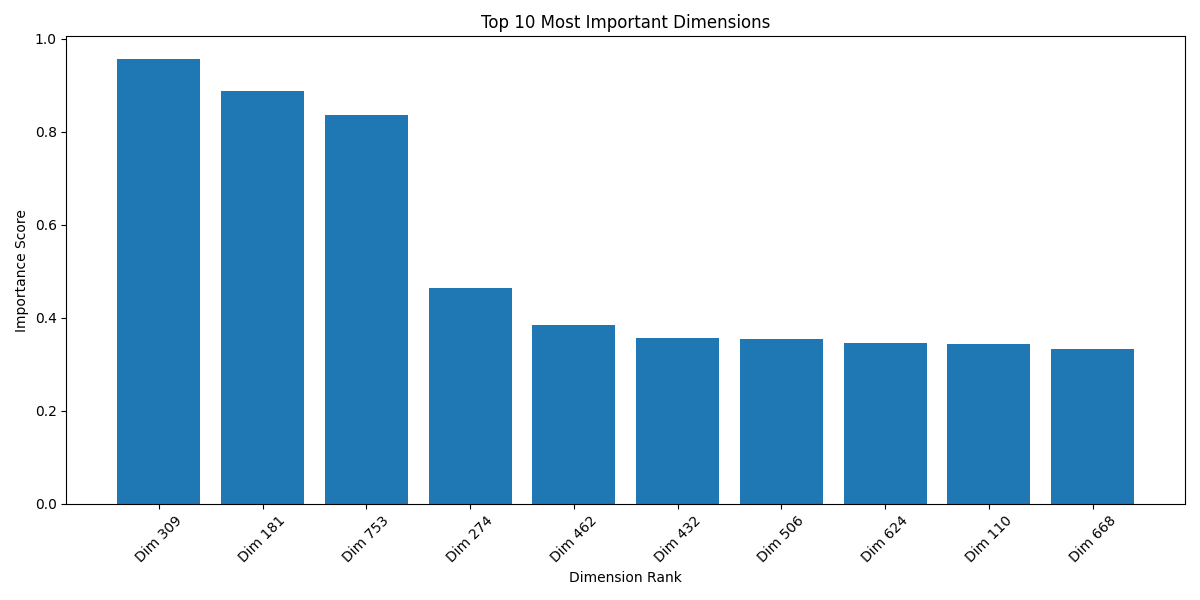 Top 10 Most Important Dimensions
Importance Score
1.0
0.8
0.6
0.4
0.2
0.0
Dim 309
Dim 181
Dim 753
Dim 274
Dim 462
Dim 432
Dim 506
Dim 624
Dim 110
Dim 668
Dimension Rank